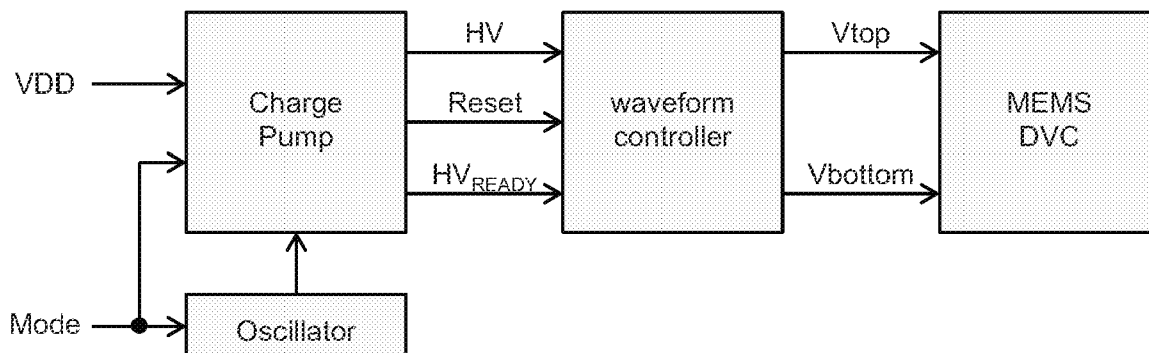 HV
Vtop
VDD
Charge
Pump
Reset
waveform
controller
MEMS
DVC
HVREADY
Vbottom
Mode
Oscillator